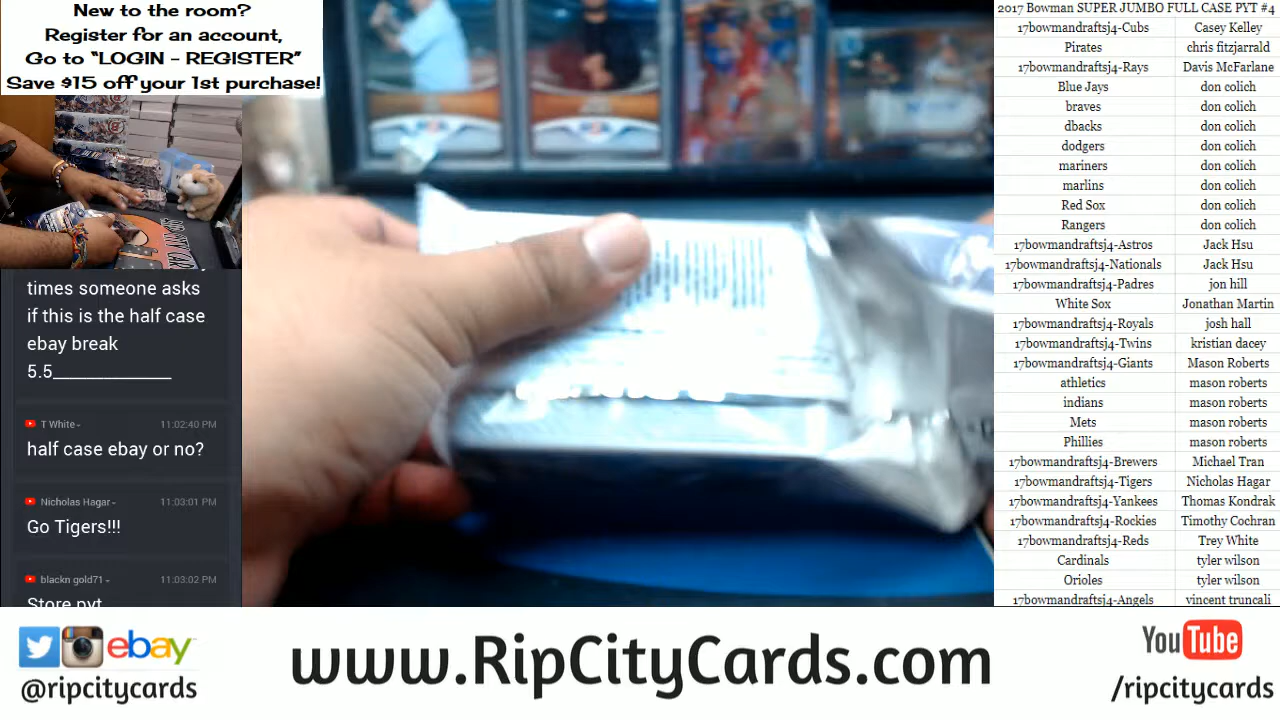 New to the room?
Register for an account,
Go to “LOGIN - REGISTER”
Save $15 off your 1st purchase!
times someone asks
if this is the half case
ebay break
5.5______________
T White 11:02:40 PM
half case ebay or no?
Nicholas Hagar 11:03:01 PM
Go Tigers!!!
blackn gold71 11:03:02 PM
Store pyt
2017 Bowman SUPER JUMBO FULL CASE PYT #4
17bowmandraftsj4-Cubs Casey Kelley
Pirates chris fitzjarrald
17bowmandraftsj4-Rays Davis McFarlane
Blue Jays don colich
braves don colich
dbacks don colich
dodgers don colich
mariners don colich
marlins don colich
Red Sox don colich
Rangers don colich
17bowmandraftsj4-Astros Jack Hsu
17bowmandraftsj4-Nationals Jack Hsu
17bowmandraftsj4-Padres jon hill
White Sox Jonathan Martin
17bowmandraftsj4-Royals josh hall
17bowmandraftsj4-Twins kristian dacey
17bowmandraftsj4-Giants Mason Roberts
athletics mason roberts
indians mason roberts
Mets mason roberts
Phillies mason roberts
17bowmandraftsj4-Brewers Michael Tran
17bowmandraftsj4-Tigers Nicholas Hagar
17bowmandraftsj4-Yankees Thomas Kondrak
17bowmandraftsj4-Rockies Timothy Cochran
17bowmandraftsj4-Reds Trey White
Cardinals tyler wilson
Orioles tyler wilson
17bowmandraftsj4-Angels vincent truncali
ebay
@ripcitycards
www.RipCityCards.com
YouTube
/ripcitycards